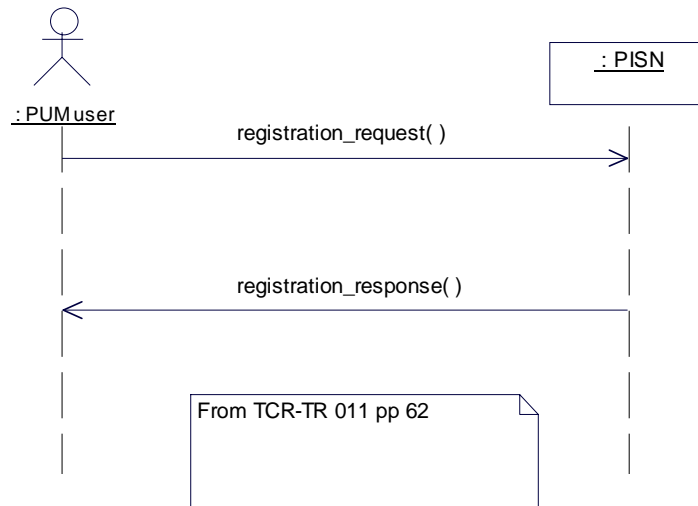 : PISN
: PUM user
registration_request( )
registration_response( )
From TCR-TR 011 pp 62